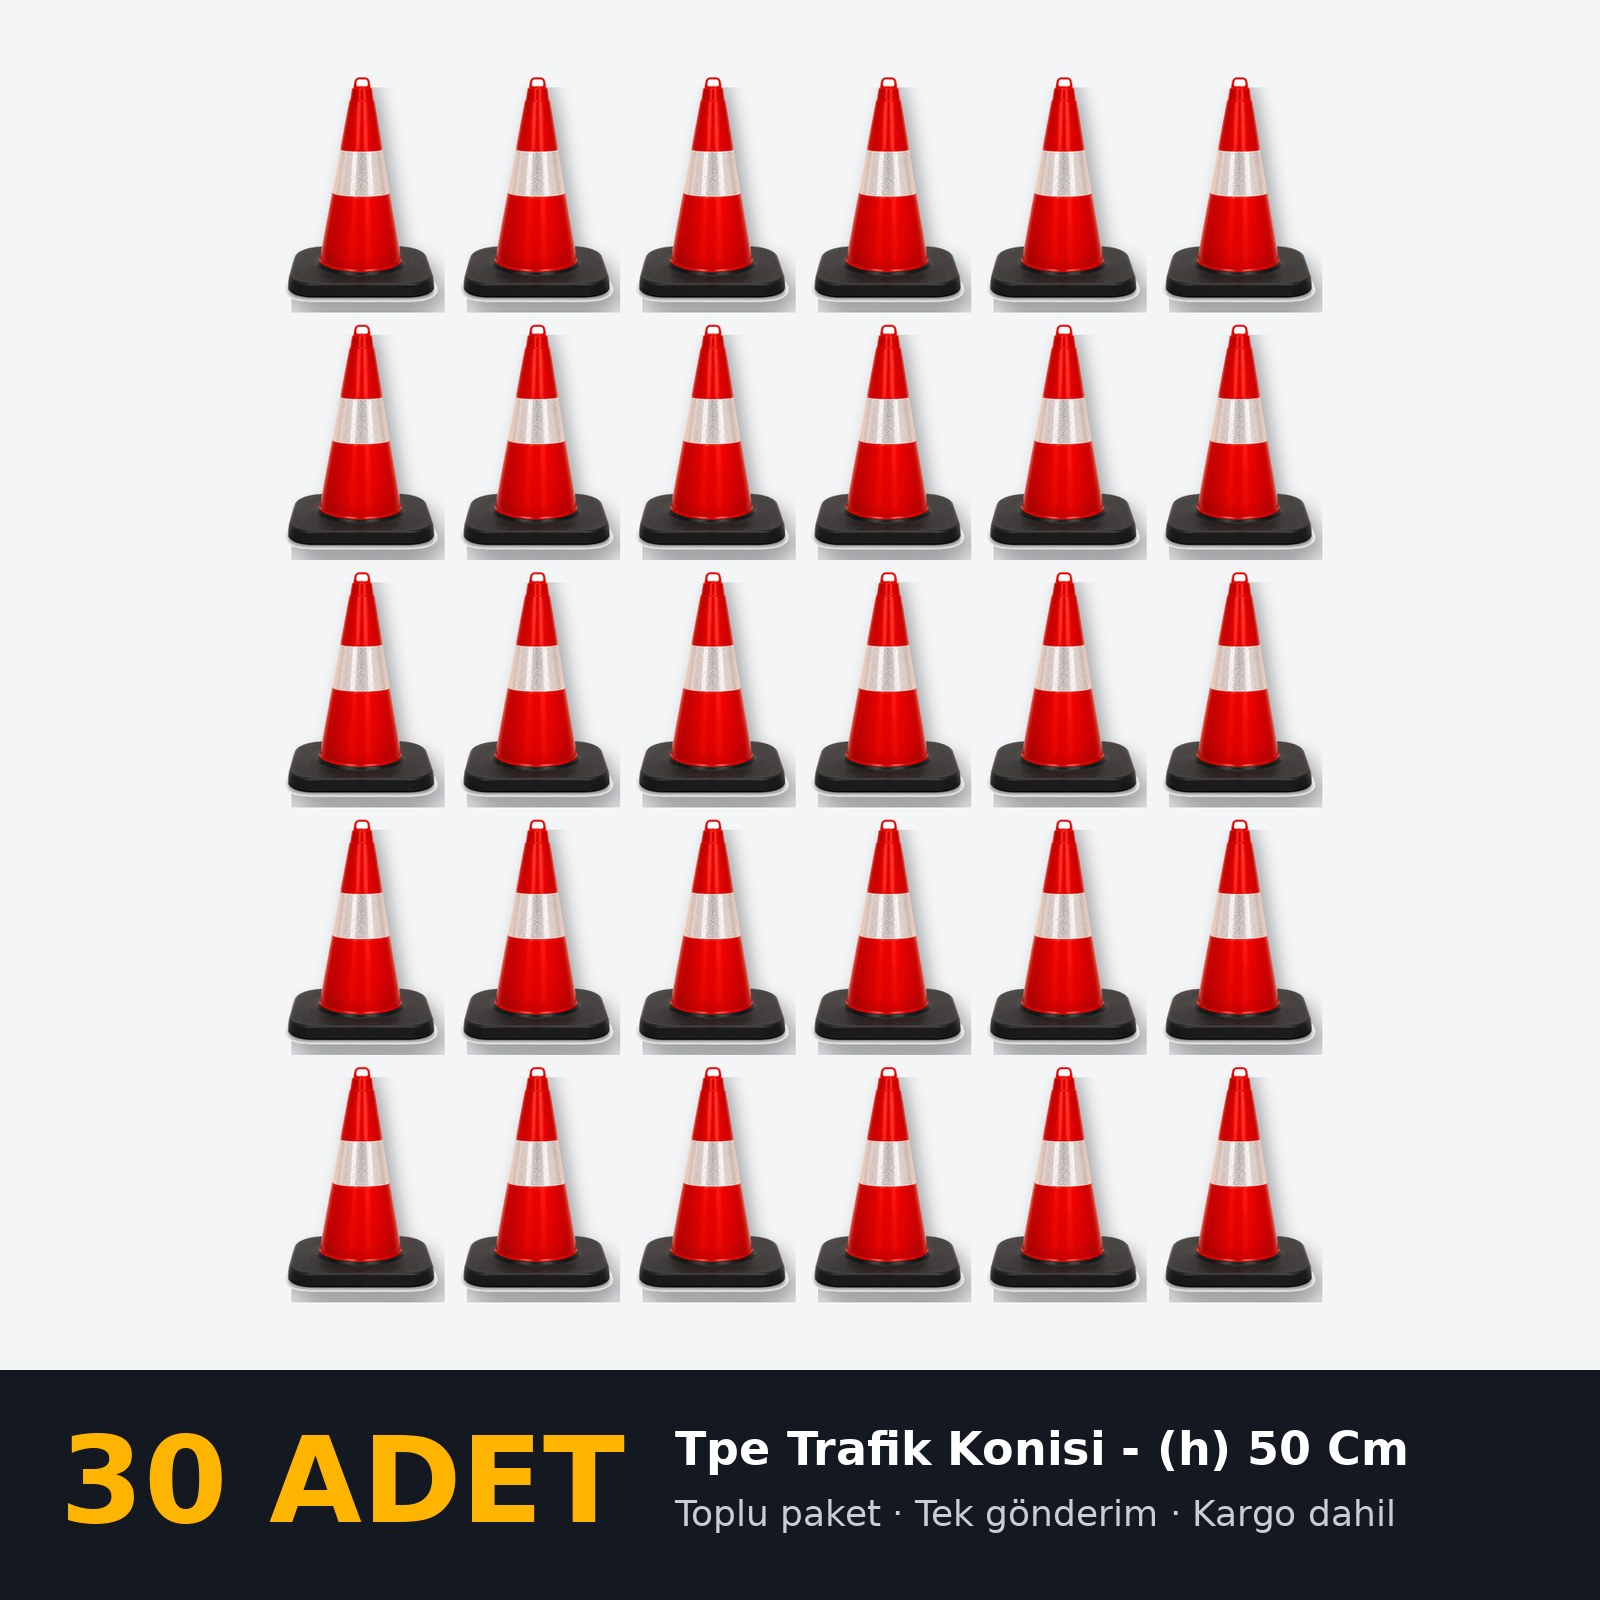 30 ADET
Tpe Trafik Konisi - (h) 50 Cm
Toplu paket · Tek gönderim · Kargo dahil